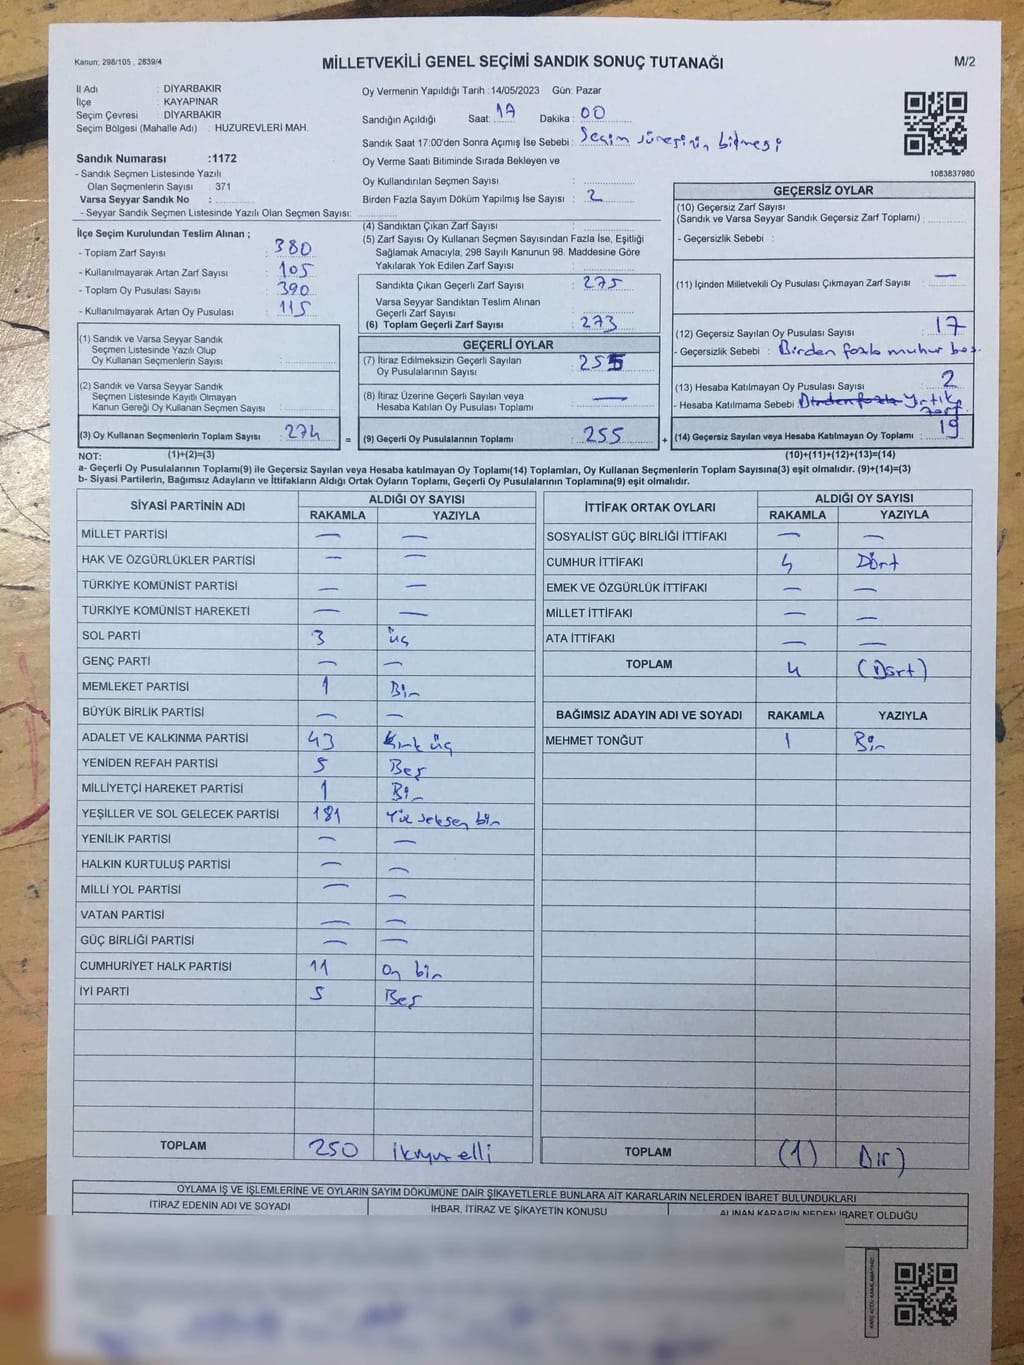 Kanun; 298/105 , 2839/4
MİLLETVEKİLİ GENEL SEÇİMİ SANDIK SONUÇ TUTANAĞI
M/2
İl Adı : DİYARBAKIR
İlçe : KAYAPINAR
Seçim Çevresi : DİYARBAKIR
Seçim Bölgesi (Mahalle Adı) : HUZUREVLERİ MAH.
Oy Vermenin Yapıldığı Tarih :14/05/2023 Gün: Pazar
Sandığın Açıldığı Saat: 17 Dakika : 00
Sandık Saat 17:00'den Sonra Açımış İse Sebebi : Seçim süresinin bitmesi
Oy Verme Saati Bitiminde Sırada Bekleyen ve
Oy Kullandırılan Seçmen Sayısı :
Birden Fazla Sayım Döküm Yapılmış İse Sayısı : 2
1083837980
Sandık Numarası :1172
- Sandık Seçmen Listesinde Yazılı
Olan Seçmenlerin Sayısı : 371
Varsa Seyyar Sandık No :
- Seyyar Sandık Seçmen Listesinde Yazılı Olan Seçmen Sayısı:
İlçe Seçim Kurulundan Teslim Alınan ;
- Toplam Zarf Sayısı : 380
- Kullanılmayarak Artan Zarf Sayısı : 105
- Toplam Oy Pusulası Sayısı : 390
- Kullanılmayarak Artan Oy Pusulası : 115
(1) Sandık ve Varsa Seyyar Sandık
Seçmen Listesinde Yazılı Olup
Oy Kullanan Seçmenlerin Sayısı :
(2) Sandık ve Varsa Seyyar Sandık
Seçmen Listesinde Kayıtlı Olmayan
Kanun Gereği Oy Kullanan Seçmen Sayısı :
(3) Oy Kullanan Seçmenlerin Toplam Sayısı : 274 =
(4) Sandıktan Çıkan Zarf Sayısı :
(5) Zarf Sayısı Oy Kullanan Seçmen Sayısından Fazla İse, Eşitliği
Sağlamak Amacıyla, 298 Sayılı Kanunun 98. Maddesine Göre
Yakılarak Yok Edilen Zarf Sayısı :
Sandıkta Çıkan Geçerli Zarf Sayısı : 275
Varsa Seyyar Sandıktan Teslim Alınan
Geçerli Zarf Sayısı :
(6) Toplam Geçerli Zarf Sayısı : 273
GEÇERLİ OYLAR
(7) İtiraz Edilmeksizin Geçerli Sayılan : 255
Oy Pusulalarının Sayısı
(8) İtiraz Üzerine Geçerli Sayılan veya : —
Hesaba Katılan Oy Pusulası Toplamı
(9) Geçerli Oy Pusulalarının Toplamı : 255 +
GEÇERSİZ OYLAR
(10) Geçersiz Zarf Sayısı
(Sandık ve Varsa Seyyar Sandık Geçersiz Zarf Toplamı) :
- Geçersizlik Sebebi :
(11) İçinden Milletvekili Oy Pusulası Çıkmayan Zarf Sayısı : —
(12) Geçersiz Sayılan Oy Pusulası Sayısı : 17
- Geçersizlik Sebebi : Birden fazla muhur
(13) Hesaba Katılmayan Oy Pusulası Sayısı : 2
- Hesaba Katılmama Sebebi : Birden fazla Yırtık
zarf
(14) Geçersiz Sayılan veya Hesaba Katılmayan Oy Toplamı : 19
NOT: (1)+(2)=(3) (10)+(11)+(12)+(13)=(14)
a- Geçerli Oy Pusulalarının Toplamı(9) ile Geçersiz Sayılan veya Hesaba katılmayan Oy Toplamı(14) Toplamları, Oy Kullanan Seçmenlerin Toplam Sayısına(3) eşit olmalıdır. (9)+(14)=(3)
b- Siyasi Partilerin, Bağımsız Adayların ve İttifakların Aldığı Ortak Oyların Toplamı, Geçerli Oy Pusulalarının Toplamına(9) eşit olmalıdır.
SİYASİ PARTİNİN ADI ALDIĞI OY SAYISI
RAKAMLA YAZIYLA
MİLLET PARTİSİ — —
HAK VE ÖZGÜRLÜKLER PARTİSİ — —
TÜRKİYE KOMÜNİST PARTİSİ — —
TÜRKİYE KOMÜNİST HAREKETİ — —
SOL PARTİ 3 üç
GENÇ PARTİ — —
MEMLEKET PARTİSİ 1 Bir
BÜYÜK BİRLİK PARTİSİ — —
ADALET VE KALKINMA PARTİSİ 43 Kırk üç
YENİDEN REFAH PARTİSİ 5 Beş
MİLLİYETÇİ HAREKET PARTİSİ 1 Bir
YEŞİLLER VE SOL GELECEK PARTİSİ 181 Yüz seksen bir
YENİLİK PARTİSİ — —
HALKIN KURTULUŞ PARTİSİ — —
MİLLİ YOL PARTİSİ — —
VATAN PARTİSİ — —
GÜÇ BİRLİĞİ PARTİSİ — —
CUMHURİYET HALK PARTİSİ 11 on bir
İYİ PARTİ 5 Beş
TOPLAM 250 ikiyüz elli
İTTİFAK ORTAK OYLARI ALDIĞI OY SAYISI
RAKAMLA YAZIYLA
SOSYALİST GÜÇ BİRLİĞİ İTTİFAKI — —
CUMHUR İTTİFAKI 4 Dört
EMEK VE ÖZGÜRLÜK İTTİFAKI — —
MİLLET İTTİFAKI — —
ATA İTTİFAKI — —
TOPLAM 4 (Dört)
BAĞIMSIZ ADAYIN ADI VE SOYADI RAKAMLA YAZIYLA
MEHMET TONĞUT 1 Bir
TOPLAM (1) Bir)
OYLAMA İŞ VE İŞLEMLERİNE VE OYLARIN SAYIM DÖKÜMÜNE DAİR ŞİKAYETLERLE BUNLARA AİT KARARLARIN NELERDEN İBARET BULUNDUKLARI
İTİRAZ EDENİN ADI VE SOYADI İHBAR, İTİRAZ VE ŞİKAYETİN KONUSU ALINAN KARARIN NEDEN İBARET OLDUĞU